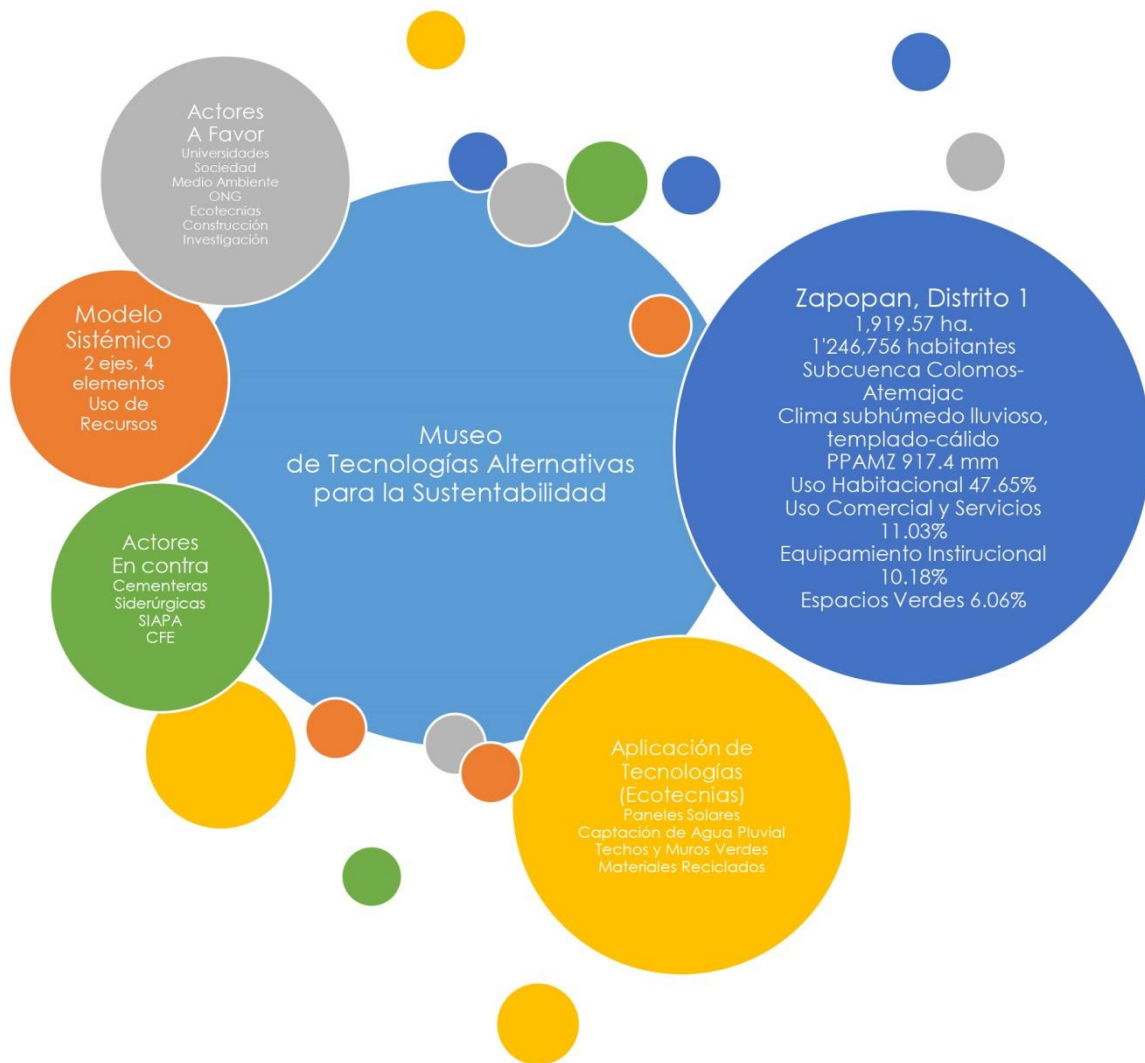 Actores
A Favor
Universidades
Sociedad
Medio Ambiente
ONG
Ecotecnías
Construcción
Investigación
Modelo
Sistémico
2 ejes, 4
elementos
Uso de
Recursos
Actores
En contra
Cementeras
Siderúrgicas
SIAPA
CFE
Museo
de Tecnologías Alternativas
para la Sustentabilidad
Zapopan, Distrito 1
1,919.57 ha.
1'246,756 habitantes
Subcuenca Colomos-
Atemajac
Clima subhúmedo lluvioso,
templado-cálido
PPAMZ 917.4 mm
Uso Habitacional 47.65%
Uso Comercial y Servicios
11.03%
Equipamiento Instirucional
10.18%
Espacios Verdes 6.06%
Aplicación de
Tecnologías
(Ecotecnias)
Paneles Solares
Captación de Agua Pluvial
Techos y Muros Verdes
Materiales Reciclados